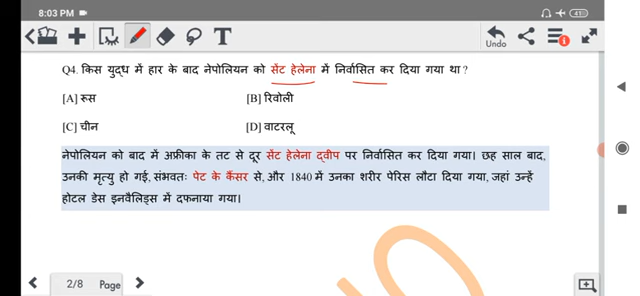 8:03 PM
41
T
Undo
Q4. किस युद्ध में हार के बाद नेपोलियन को सेंट हेलेना में निर्वासित कर दिया गया था ?
[A] रूस [B] रिवोली
[C] चीन [D] वाटरलू
नेपोलियन को बाद में अफ्रीका के तट से दूर सेंट हेलेना द्वीप पर निर्वासित कर दिया गया। छह साल बाद,
उनकी मृत्यु हो गई, संभवतः पेट के कैंसर से, और 1840 में उनका शरीर पेरिस लौटा दिया गया, जहां उन्हें
होटल डेस इनवैलिड्स में दफनाया गया।
2/8 Page